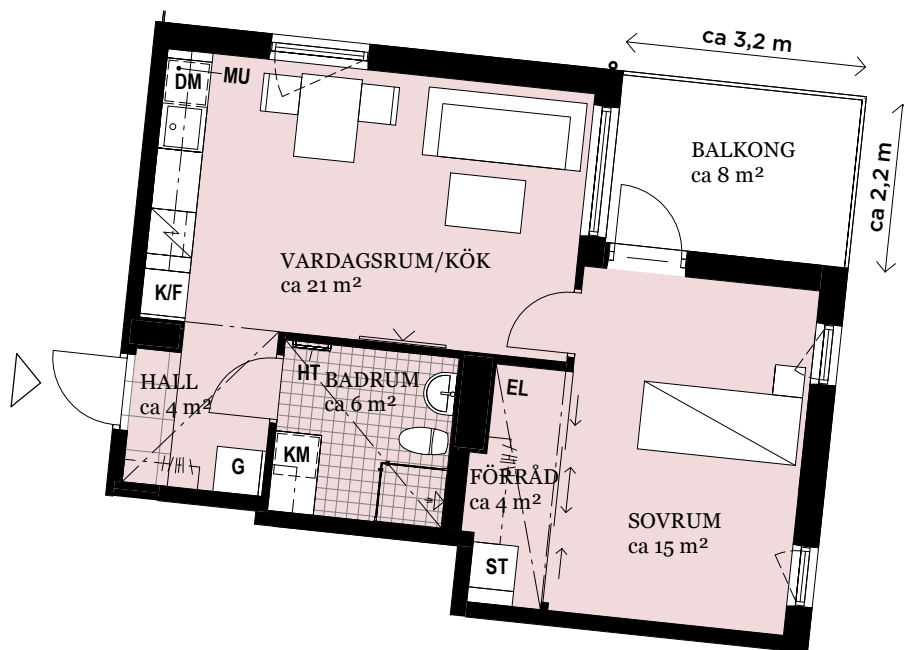 ca 3,2 m
DM
MU
BALKONG
ca 8 m²
ca 2,2 m
VARDAGSRUM/KÖK
ca 21 m²
K/F
HALL
ca 4 m²
HT
BADRUM
ca 6 m²
EL
G
KM
FÖRRÅD
ca 4 m²
SOVRUM
ca 15 m²
ST